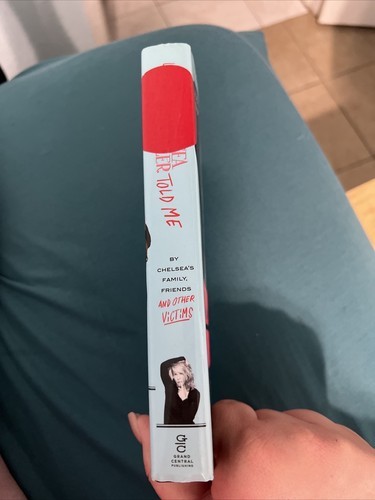 TOLD ME
BY
CHELSEA'S
FAMILY,
FRIENDS
AND OTHER
VICTIMS
G
C
GRAND
CENTRAL
PUBLISHING